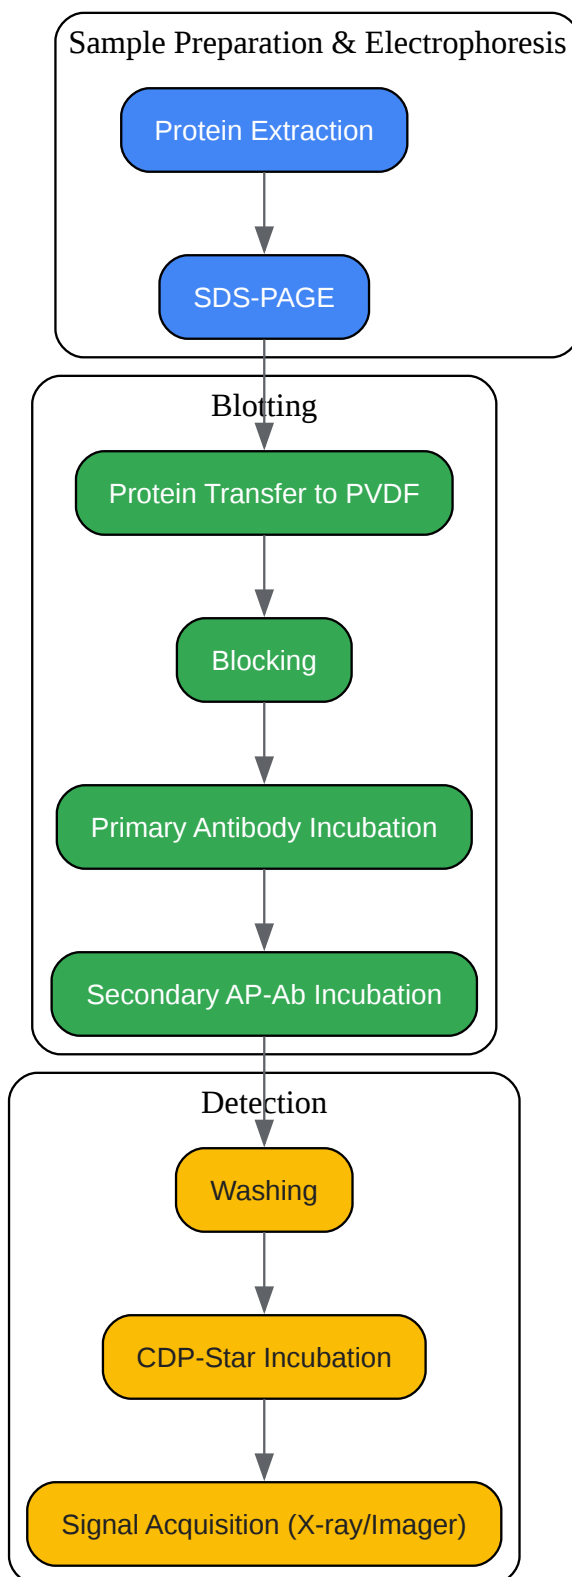 Sample Preparation & Electrophoresis
Protein Extraction
SDS-PAGE
Blotting
Protein Transfer to PVDF
Blocking
Primary Antibody Incubation
Secondary AP-Ab Incubation
Detection
Washing
CDP-Star Incubation
Signal Acquisition (X-ray/Imager)